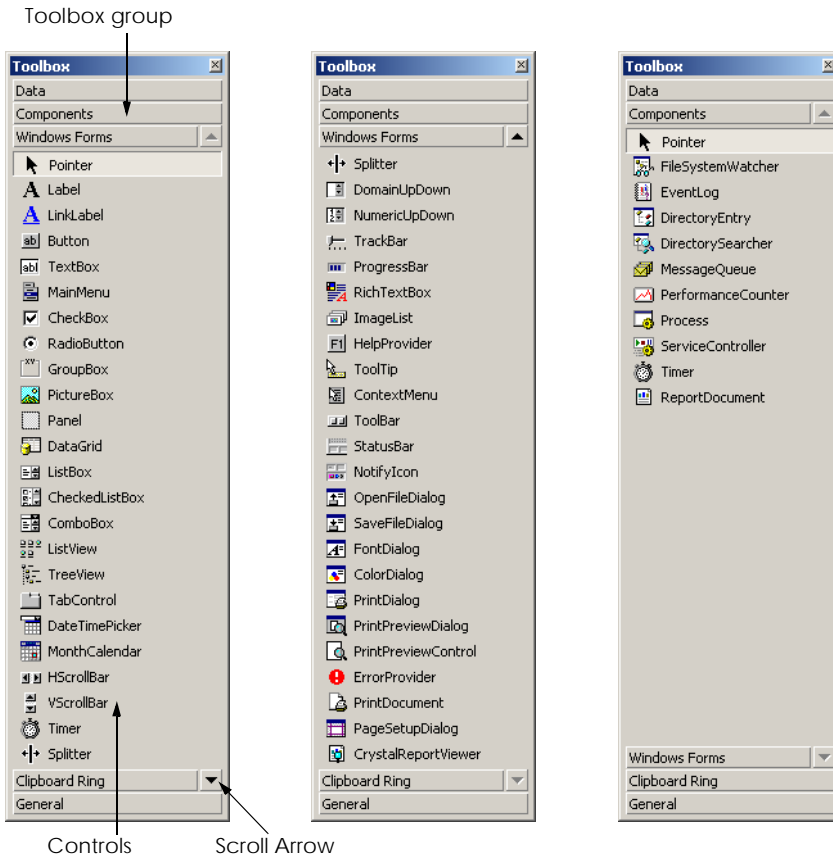 Toolbox group
Toolbox
Data
Components
Windows Forms
Pointer
A Label
A LinkLabel
ab Button
abl TextBox
MainMenu
CheckBox
RadioButton
XV GroupBox
PictureBox
Panel
DataGrid
ListBox
CheckedListBox
ComboBox
ListView
TreeView
TabControl
DateTimePicker
MonthCalendar
HScrollBar
VScrollBar
Timer
Splitter
Clipboard Ring
General
Controls
Scroll Arrow
Toolbox
Data
Components
Windows Forms
Splitter
DomainUpDown
NumericUpDown
TrackBar
ProgressBar
RichTextBox
ImageList
F1 HelpProvider
ToolTip
ContextMenu
ToolBar
StatusBar
NotifyIcon
OpenFileDialog
SaveFileDialog
FontDialog
ColorDialog
PrintDialog
PrintPreviewDialog
PrintPreviewControl
ErrorProvider
PrintDocument
PageSetupDialog
CrystalReportViewer
Clipboard Ring
General
Toolbox
Data
Components
Pointer
FileSystemWatcher
EventLog
DirectoryEntry
DirectorySearcher
MessageQueue
PerformanceCounter
Process
ServiceController
Timer
ReportDocument
Windows Forms
Clipboard Ring
General